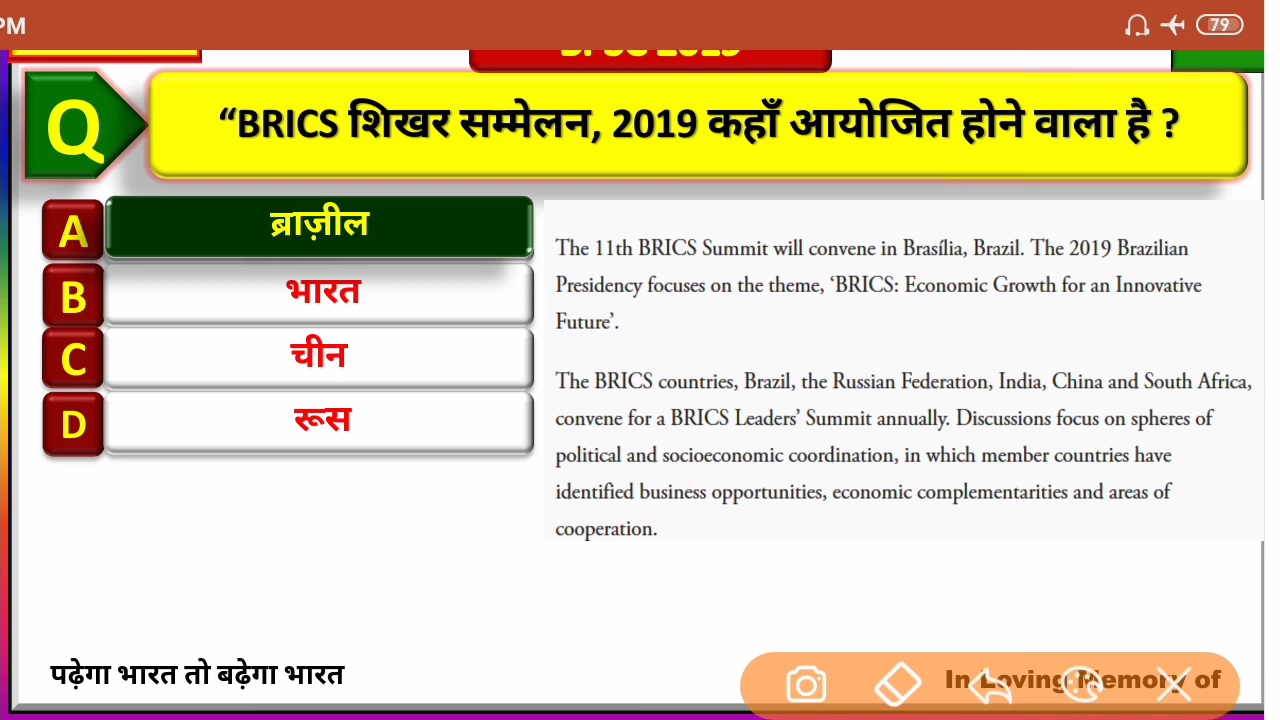 PM
79
Q
“BRICS शिखर सम्मेलन, 2019 कहाँ आयोजित होने वाला है ?
A
ब्राज़ील
B
भारत
C
चीन
D
रूस
The 11th BRICS Summit will convene in Brasília, Brazil. The 2019 Brazilian
Presidency focuses on the theme, ‘BRICS: Economic Growth for an Innovative
Future’.
The BRICS countries, Brazil, the Russian Federation, India, China and South Africa,
convene for a BRICS Leaders’ Summit annually. Discussions focus on spheres of
political and socioeconomic coordination, in which member countries have
identified business opportunities, economic complementarities and areas of
cooperation.
पढ़ेगा भारत तो बढ़ेगा भारत
In Loving Memory of